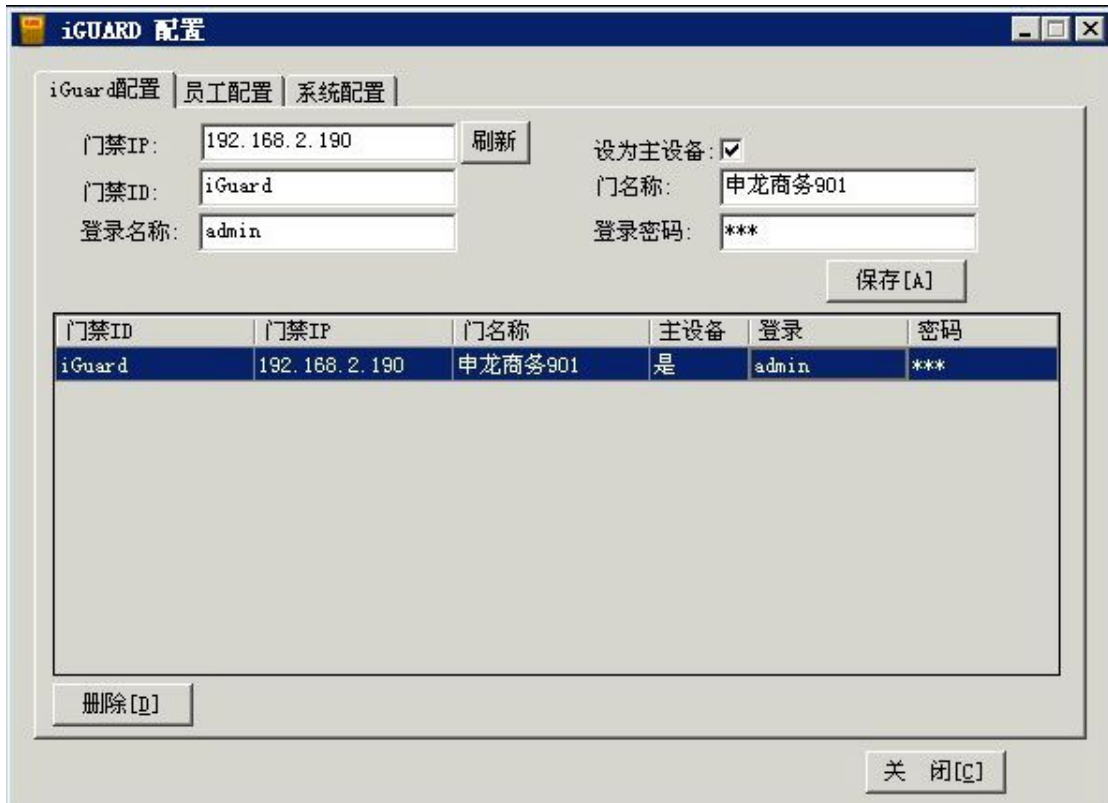 iGUARD 配置
iGuard配置 员工配置 系统配置
门禁IP: 192.168.2.190 刷新 设为主设备:
门禁ID: iGuard 门名称: 申龙商务901
登录名称: admin 登录密码: ***
保存[A]
门禁ID 门禁IP 门名称 主设备 登录 密码
iGuard 192.168.2.190 申龙商务901 是 admin ***
删除[D]
关 闭[C]